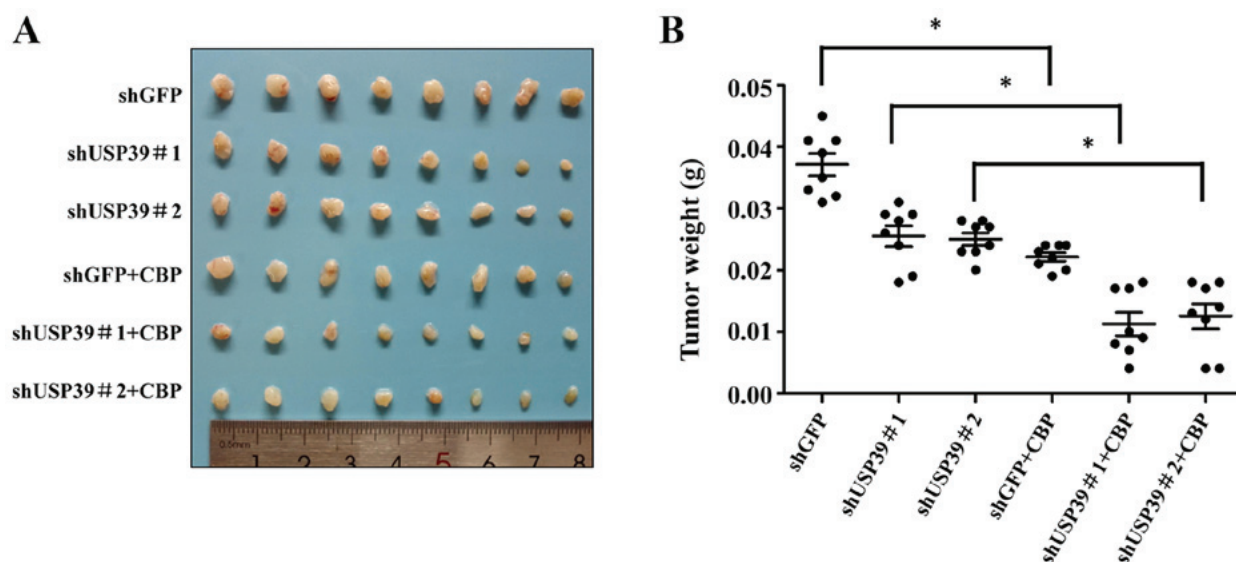 A
shGFP
shUSP39#1
shUSP39#2
shGFP+CBP
shUSP39#1+CBP
shUSP39#2+CBP
0.5mm
1 2 3 4 5 6 7 8
B
*
*
*
Tumor weight (g)
0.05
0.04
0.03
0.02
0.01
0.00
shGFP
shUSP39#1
shUSP39#2
shGFP+CBP
shUSP39#1+CBP
shUSP39#2+CBP